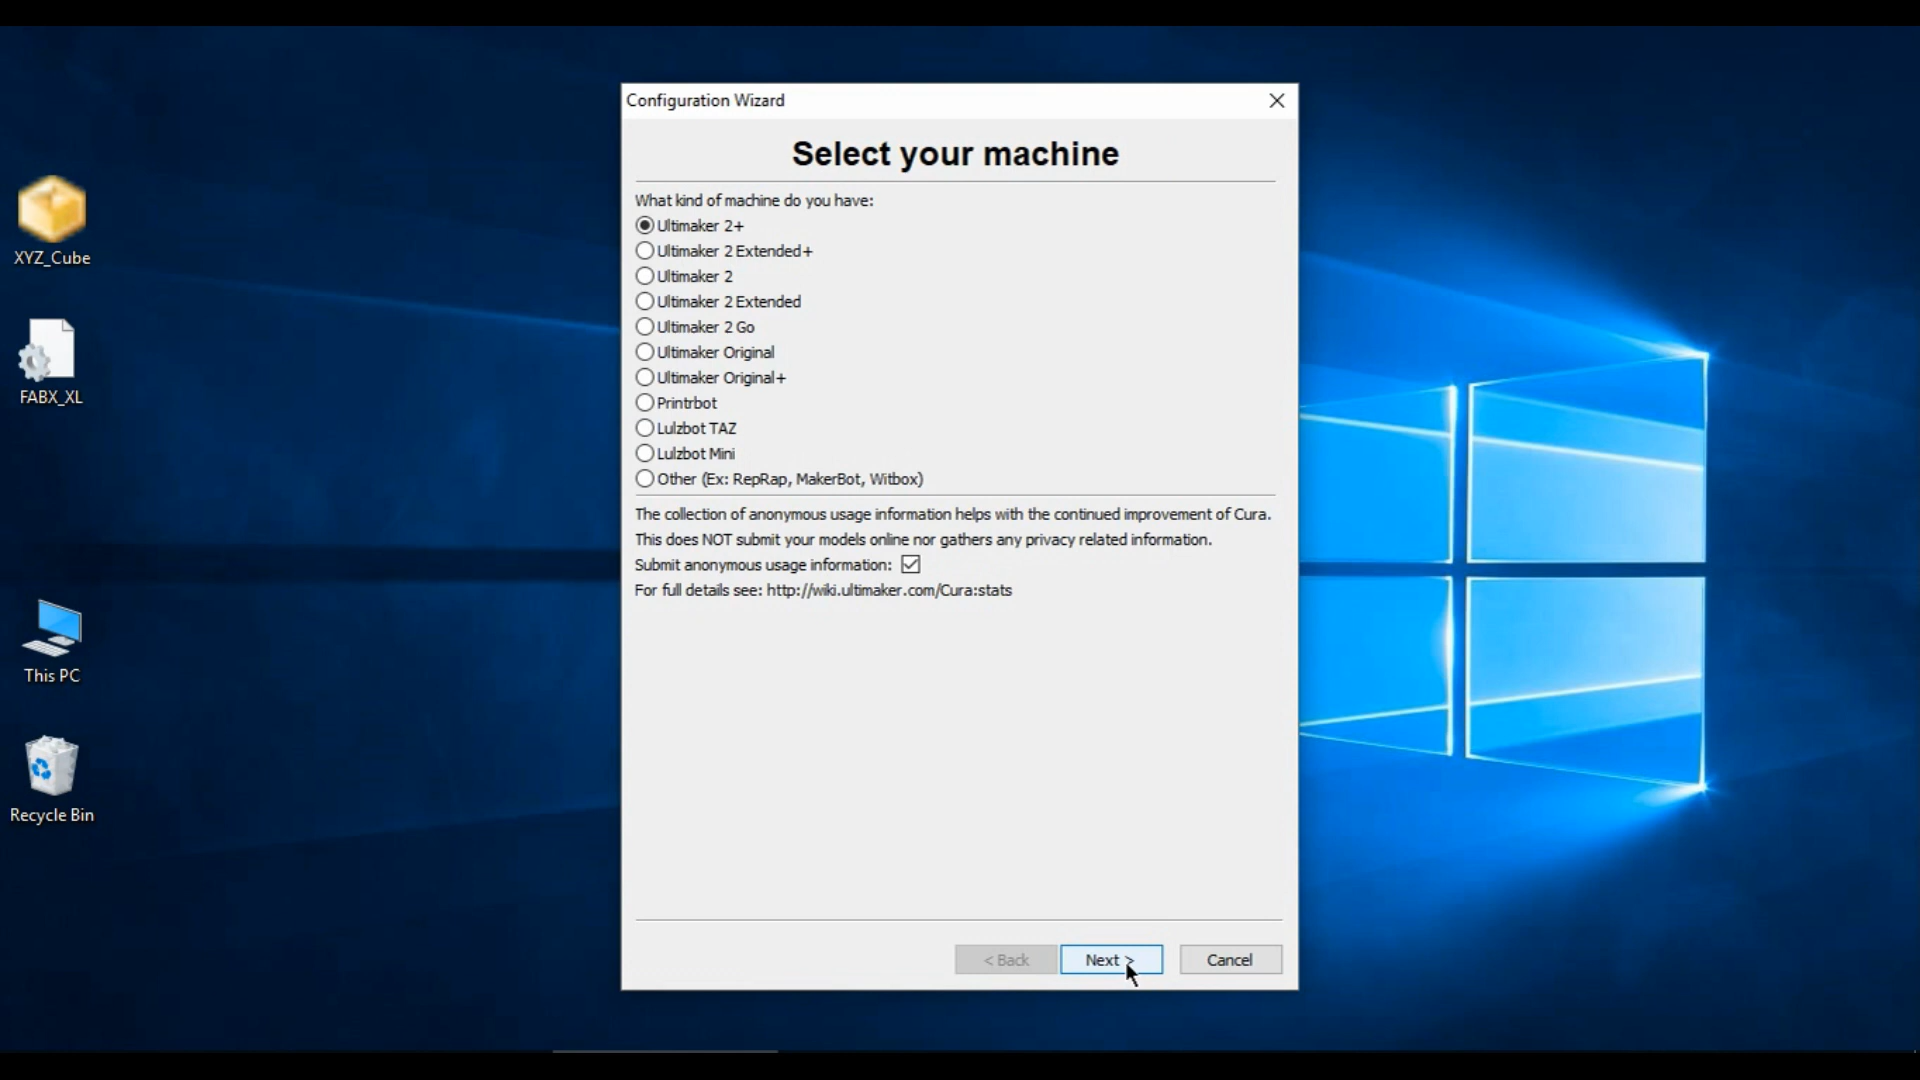 Configuration Wizard
Select your machine
What kind of machine do you have:
Ultimaker 2+
Ultimaker 2 Extended+
Ultimaker 2
Ultimaker 2 Extended
Ultimaker 2 Go
Ultimaker Original
Ultimaker Original+
Printrbot
Lulzbot TAZ
Lulzbot Mini
Other (Ex: RepRap, MakerBot, Witbox)
The collection of anonymous usage information helps with the continued improvement of Cura.
This does NOT submit your models online nor gathers any privacy related information.
Submit anonymous usage information:
For full details see: http://wiki.ultimaker.com/Cura:stats
< Back
Next >
Cancel
XYZ_Cube
FABX_XL
This PC
Recycle Bin